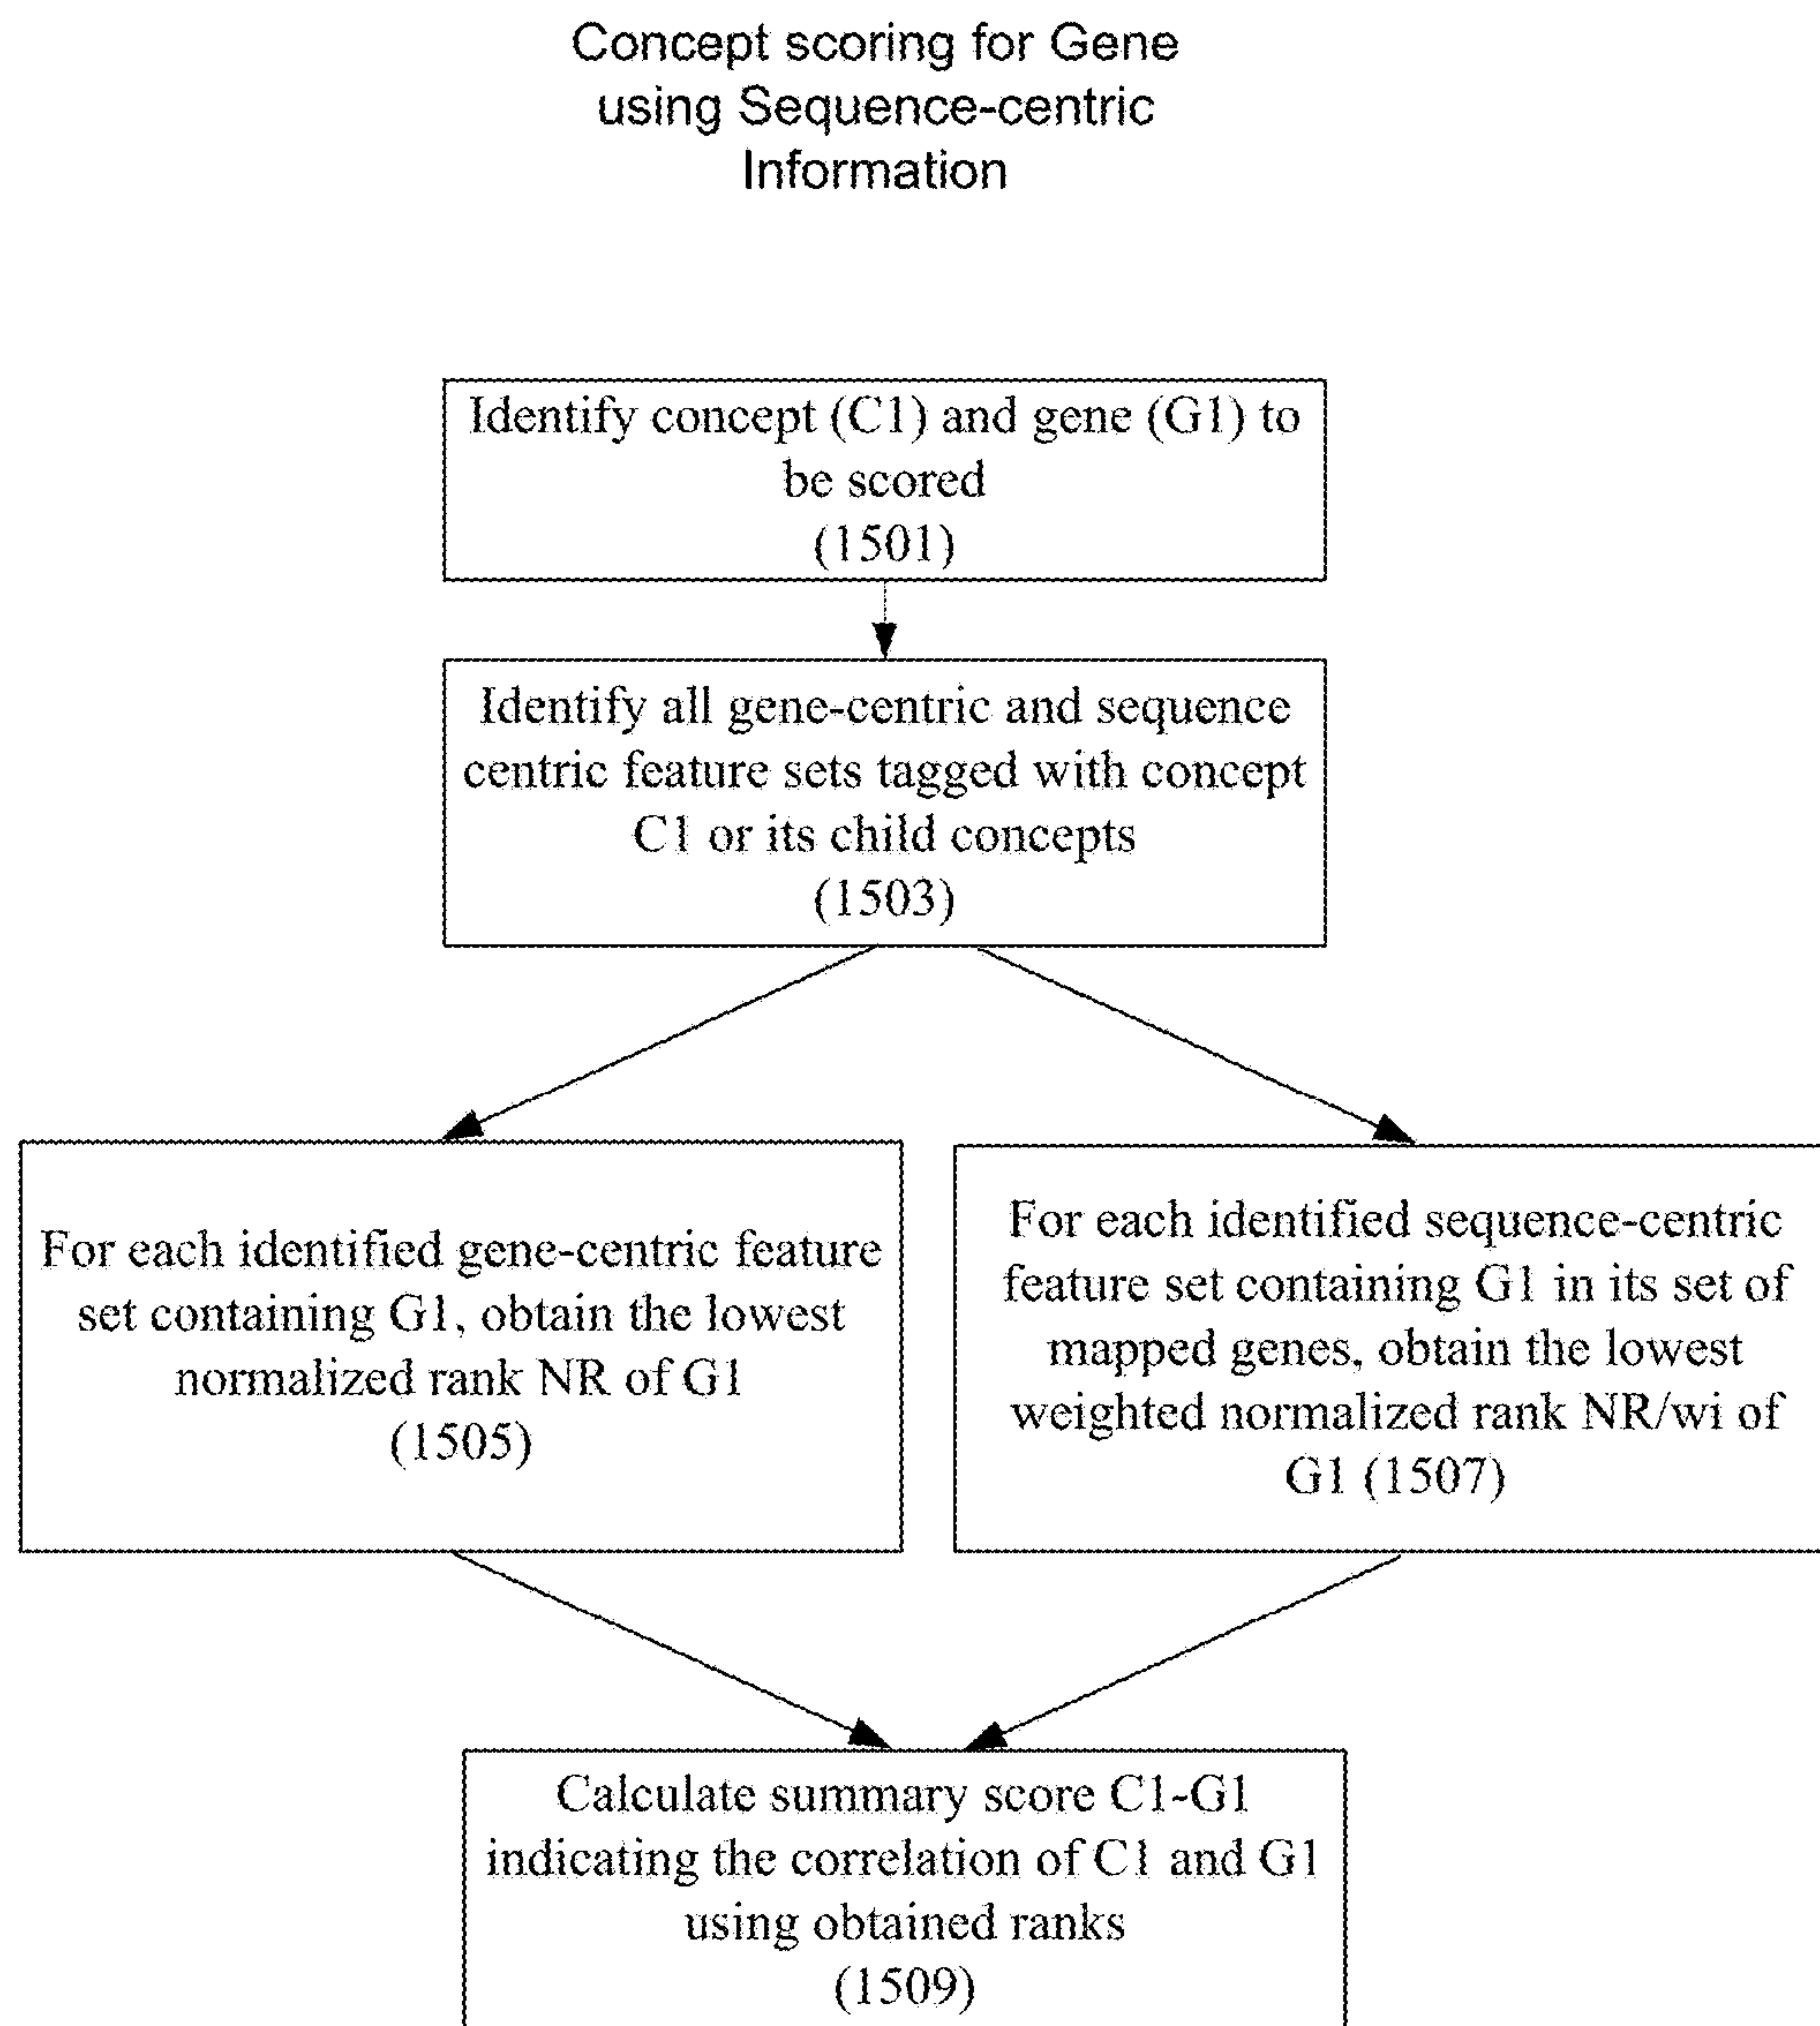 Concept scoring for Gene
using Sequence-centric
Information
Identify concept (C1) and gene (G1) to
be scored
(1501)
Identify all gene-centric and sequence
centric feature sets tagged with concept
C1 or its child concepts
(1503)
For each identified gene-centric feature
set containing G1, obtain the lowest
normalized rank NR of G1
(1505)
For each identified sequence-centric
feature set containing G1 in its set of
mapped genes, obtain the lowest
weighted normalized rank NR/wi of
G1 (1507)
Calculate summary score C1-G1
indicating the correlation of C1 and G1
using obtained ranks
(1509)